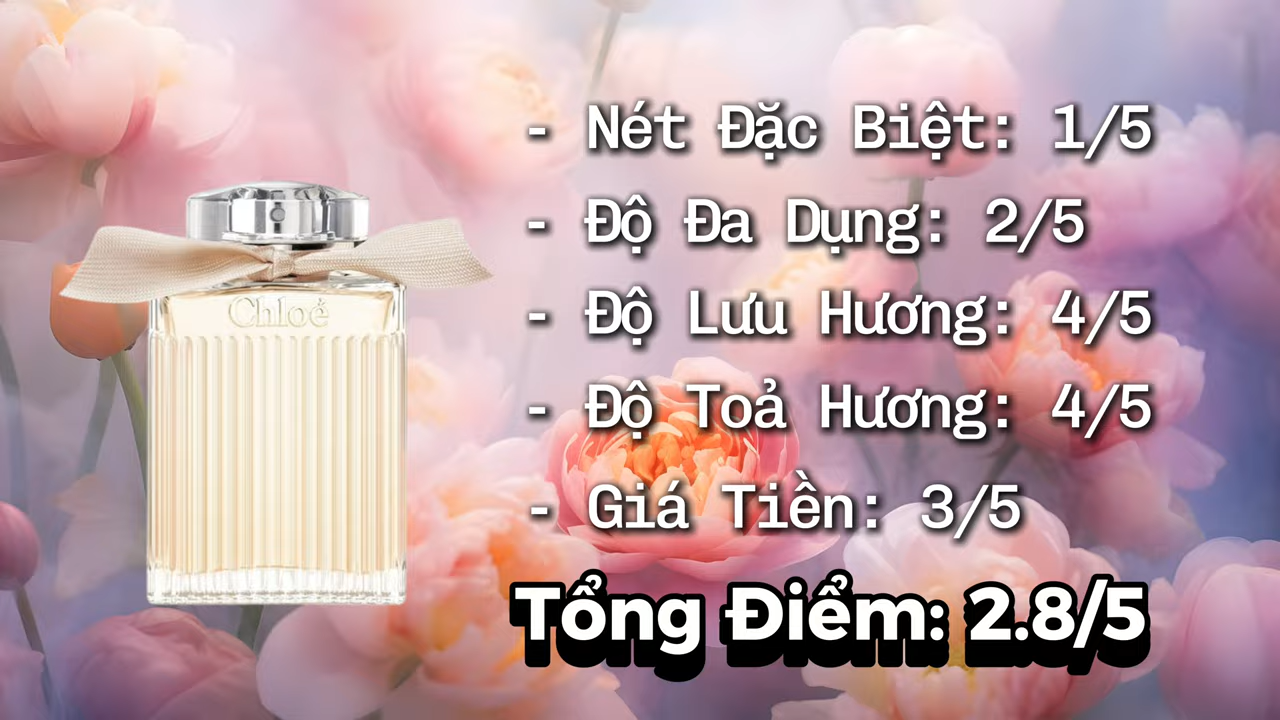 Chloé
- Nét Đặc Biệt: 1/5
- Độ Đa Dụng: 2/5
- Độ Lưu Hương: 4/5
- Độ Toả Hương: 4/5
- Giá Tiền: 3/5
Tổng Điểm: 2.8/5